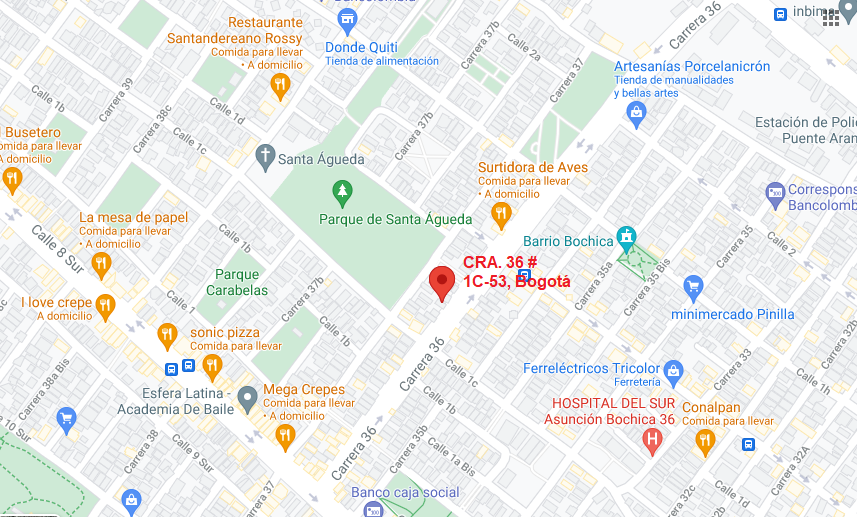 Bancolombia
inbim
Restaurante
Santandereano Rossy
Comida para llevar
• A domicilio
Donde Quiti
Tienda de alimentación
Carrera 37b
Calle 2a
Carrera 37
Carrera 36
Artesanías Porcelanicrón
Tienda de manualidades
y bellas artes
Calle 1b
Carrera 39
Carrera 38c
Calle 1d
Carrera 37b
Estación de Poli
Puente Aran
l Busetero
Comida para llevar
A domicilio
Santa Águeda
Surtidora de Aves
Comida para llevar
• A domicilio
Parque de Santa Águeda
Correspons
Bancolomb
La mesa de papel
Comida para llevar
• A domicilio
Calle 8 Sur
Calle 1b
Barrio Bochica
Carrera 35
Calle 2
CRA. 36 #
1C-53, Bogotá
Carrera 35a
Carrera 35 Bis
Parque
Carabelas
Carrera 37b
I love crepe
A domicilio
Calle 1
Calle 1b
minimercado Pinilla
sonic pizza
Comida para llevar
Carrera 36
Calle 1c
Carrera 33
Calle 1h
Carrera 38a Bis
Esfera Latina -
Academia De Baile
Mega Crepes
Comida para llevar
• A domicilio
Calle 1b
Ferreléctricos Tricolor
Ferretería
HOSPITAL DEL SUR
Asunción Bochica 36
Conalpan
Comida para llevar
e 10 Sur
Carrera 38
Calle 9 Sur
Carrera 36
Calle 1a Bis
Carrera 32A
Carrera 37
Banco caja social
Carrera 32c
Calle 1d